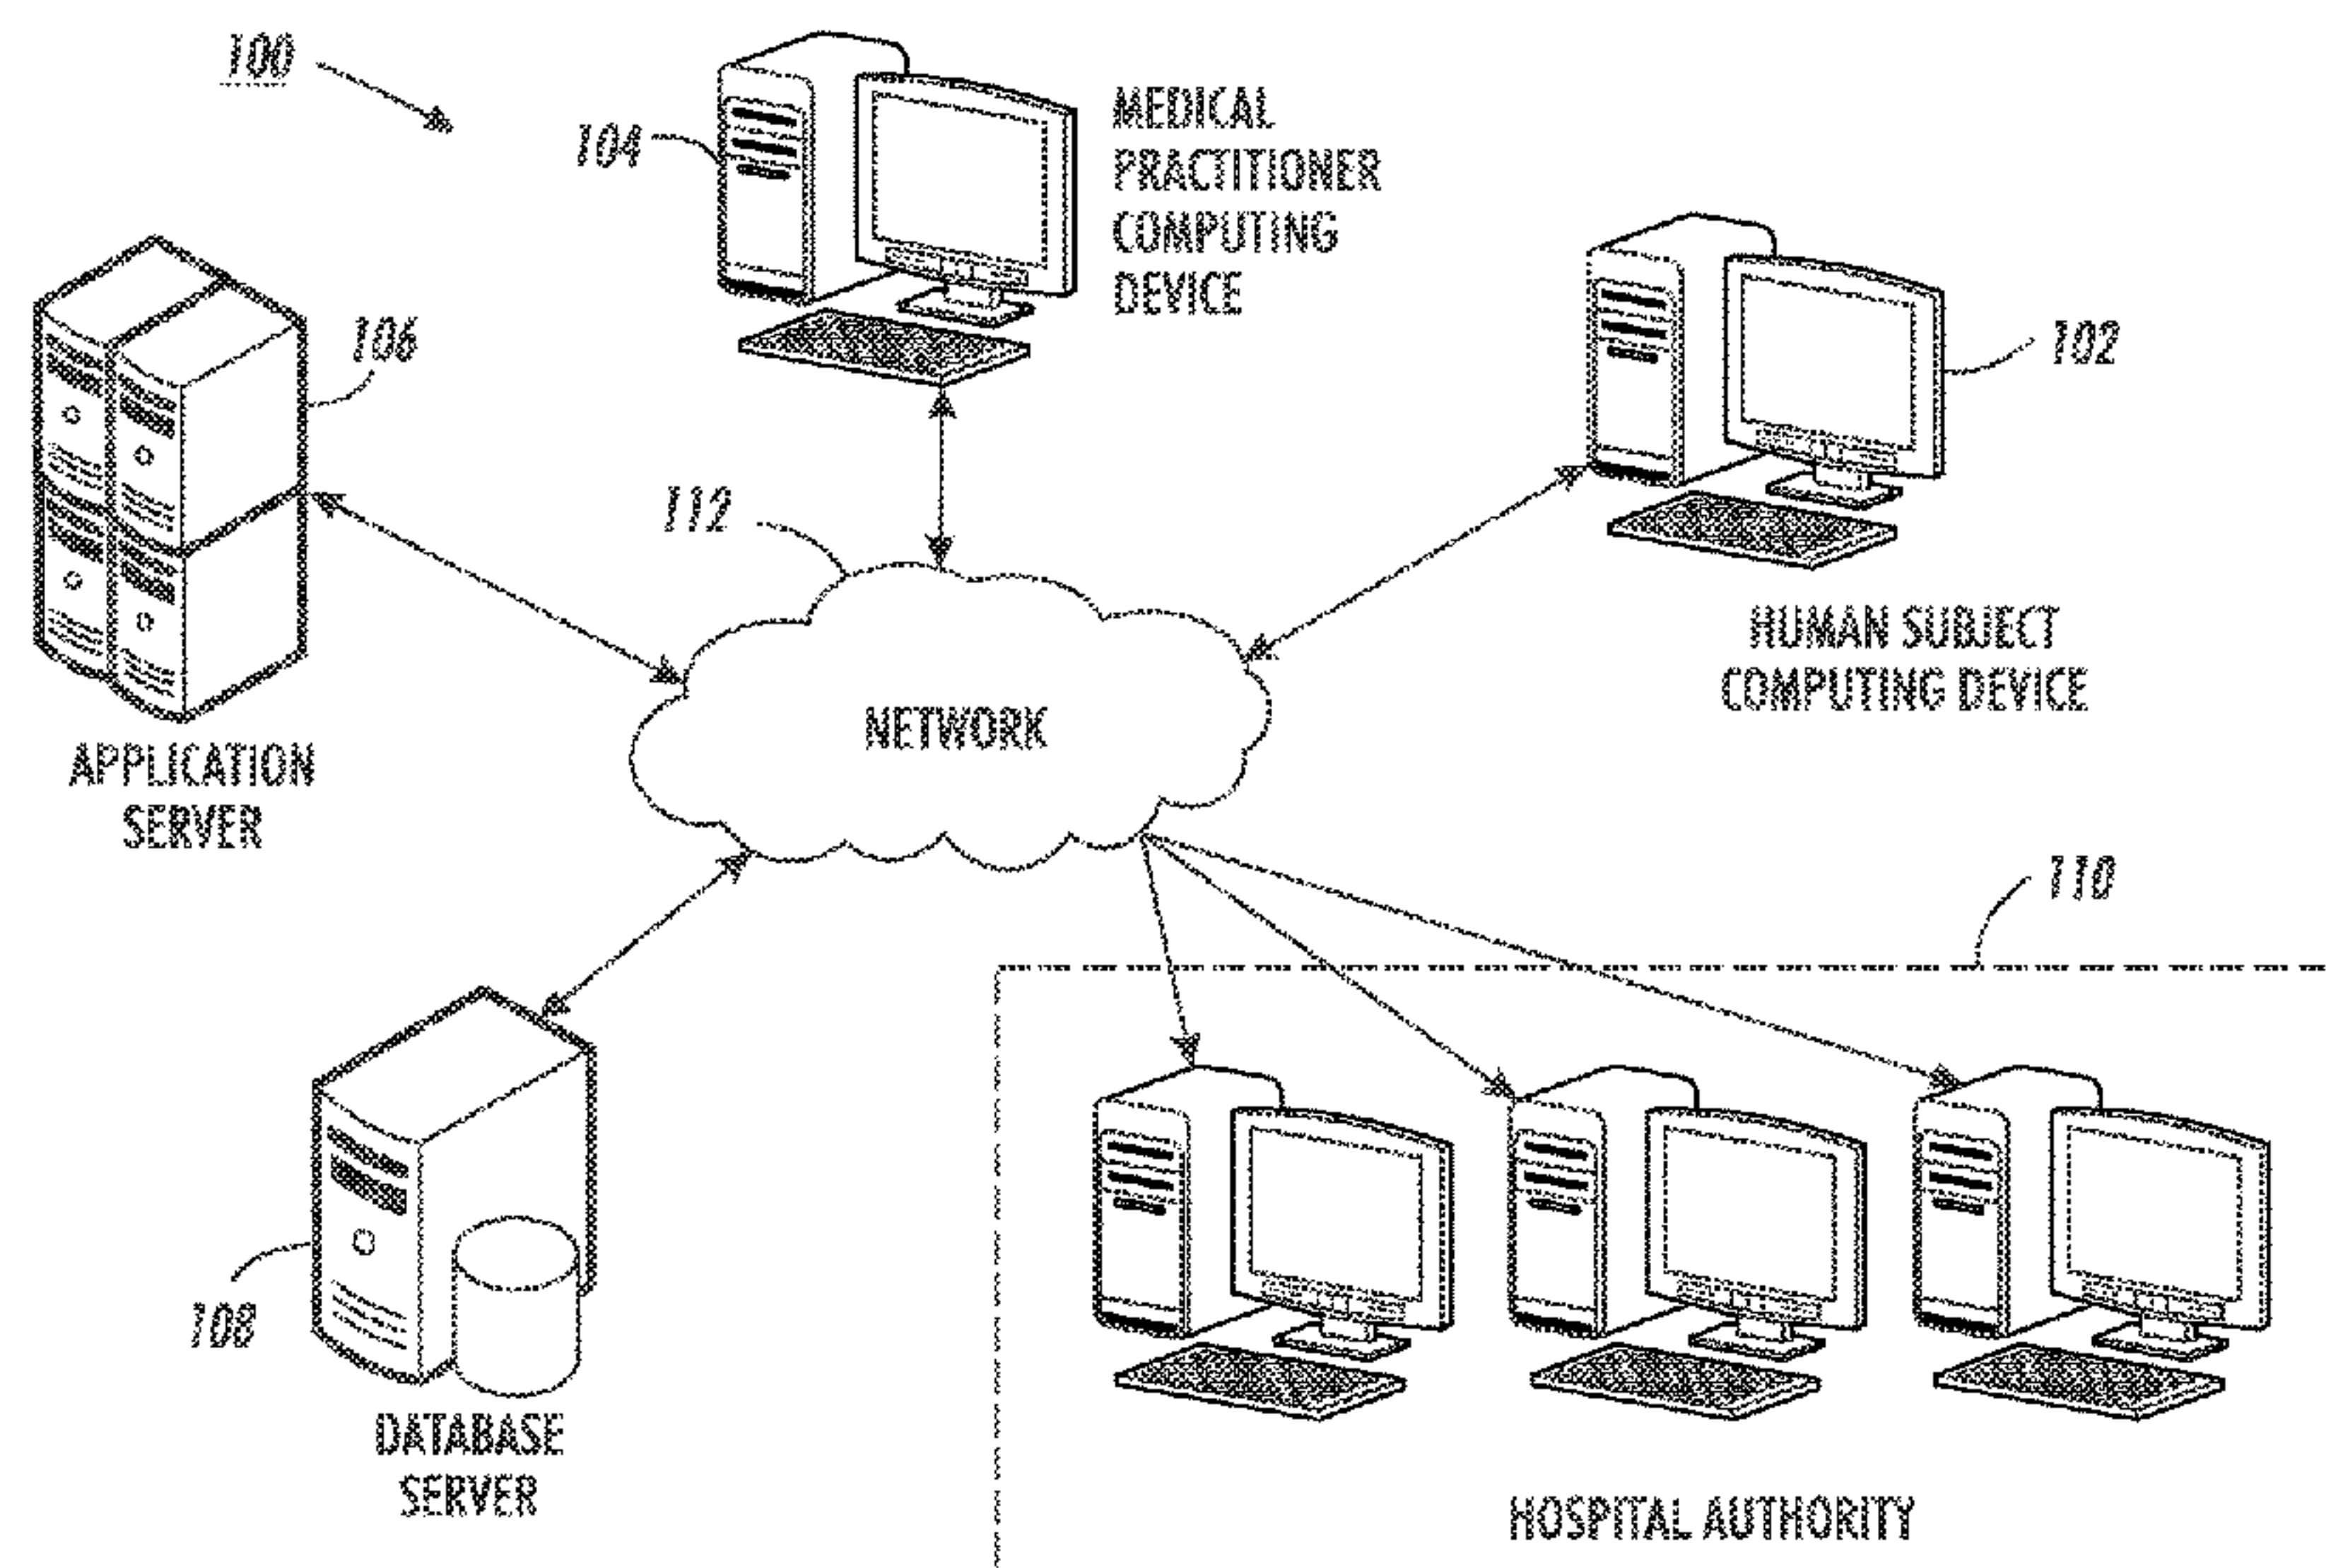 100
104
MEDICAL
PRACTITIONER
COMPUTING
DEVICE
106
102
112
HUMAN SUBJECT
COMPUTING DEVICE
NETWORK
APPLICATION
SERVER
110
108
DATABASE
SERVER
HOSPITAL AUTHORITY